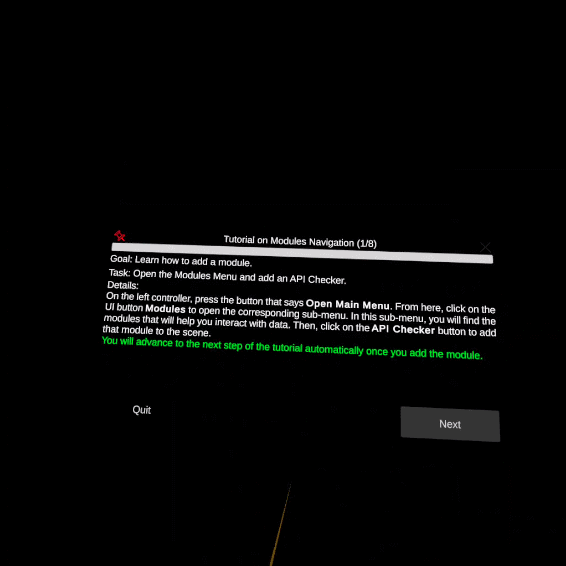 Tutorial on Modules Navigation (1/8)
Goal: Learn how to add a module.
Task: Open the Modules Menu and add an API Checker.
Details:
On the left controller, press the button that says Open Main Menu. From here, click on the
UI button Modules to open the corresponding sub-menu. In this sub-menu, you will find the
modules that will help you interact with data. Then, click on the API Checker button to add
that module to the scene.
You will advance to the next step of the tutorial automatically once you add the module.
Quit
Next